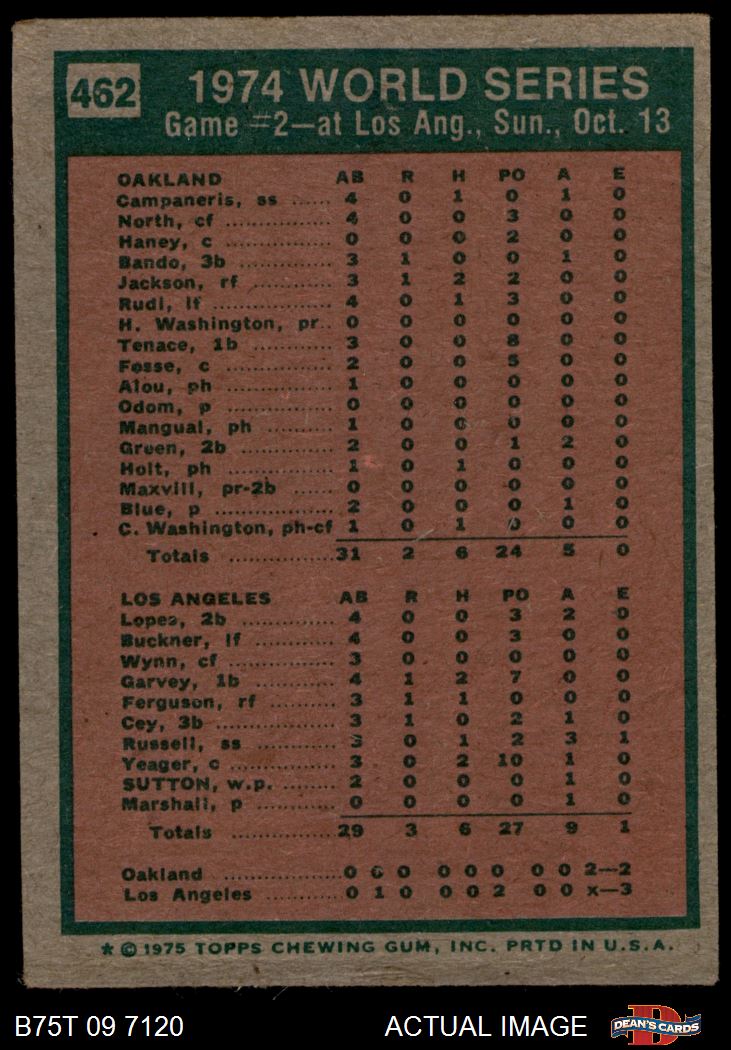 462
1974 WORLD SERIES
Game #2—at Los Ang., Sun., Oct. 13
OAKLAND AB R H PO A E
Campaneris, ss ...... 4 0 1 0 1 0
North, cf ................ 4 0 0 3 0 0
Haney, c ................ 0 0 0 2 0 0
Bando, 3b .............. 3 1 0 0 1 0
Jackson, rf ............ 3 1 2 2 0 0
Rudi, lf .................. 4 0 1 3 0 0
H. Washington, pr.. 0 0 0 0 0 0
Tenace, 1b ............ 3 0 0 8 0 0
Fosse, c ................ 2 0 0 5 0 0
Alou, ph ................ 1 0 0 0 0 0
Odom, p ................ 0 0 0 0 0 0
Mangual, ph .......... 1 0 0 0 0 0
Green, 2b .............. 2 0 0 1 2 0
Holt, ph ................ 1 0 1 0 0 0
Maxvill, pr-2b ...... 0 0 0 0 0 0
Blue, p .................. 2 0 0 0 1 0
C. Washington, ph-cf 1 0 1 0 0 0
Totals ................ 31 2 6 24 5 0
LOS ANGELES AB R H PO A E
Lopes, 2b .............. 4 0 0 3 2 0
Buckner, lf ............ 4 0 0 3 0 0
Wynn, cf ................ 3 0 0 0 0 0
Garvey, 1b ............ 4 1 2 7 0 0
Ferguson, rf .......... 3 1 1 0 0 0
Cey, 3b .................. 3 1 0 2 1 0
Russell, ss ............ 3 0 1 2 3 1
Yeager, c .............. 3 0 2 10 1 0
SUTTON, w.p. ........ 2 0 0 0 1 0
Marshall, p ............ 0 0 0 0 1 0
Totals ................ 29 3 6 27 9 1
Oakland .................. 0 0 0 0 0 0 0 0 2—2
Los Angeles ............ 0 1 0 0 0 2 0 0 x—3
* © 1975 TOPPS CHEWING GUM, INC. PRTD IN U.S.A.
B75T 09 7120 ACTUAL IMAGE
D
DEAN'S CARDS